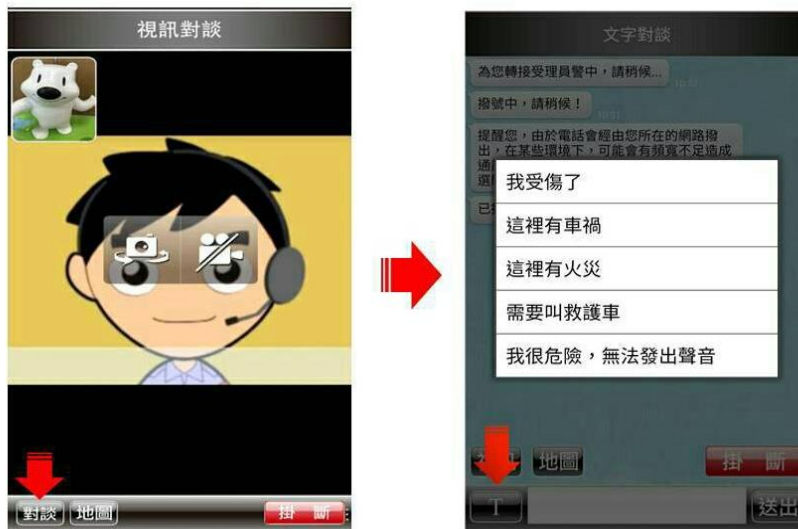 視訊對談
對談
地圖
掛 斷
文字對談
為您轉接受理員警中，請稍候...
10:51
撥號中，請稍候！
10:51
提醒您，由於電話會經由您所在的網路撥
出，在某些環境下，可能會有頻寬不足造成
我受傷了
這裡有車禍
這裡有火災
需要叫救護車
我很危險，無法發出聲音
地圖
掛 斷
T
送出